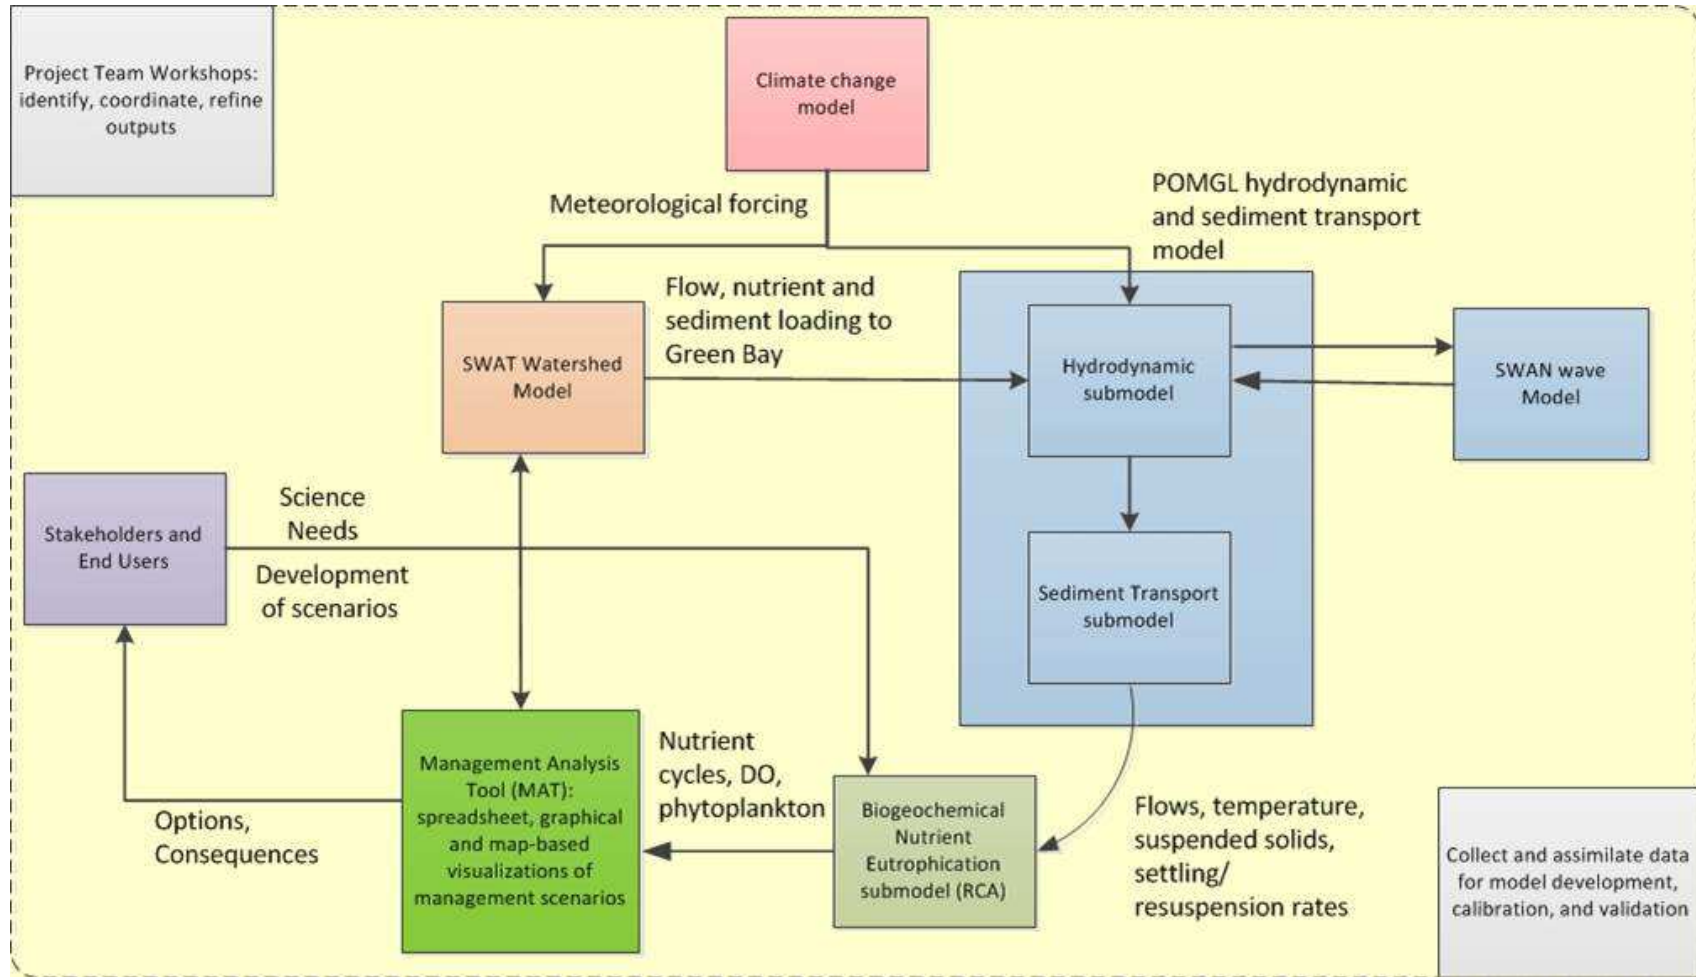 Project Team Workshops:
identify, coordinate, refine
outputs
Climate change
model
Meteorological forcing
POMGL hydrodynamic
and sediment transport
model
Flow, nutrient and
sediment loading to
Green Bay
SWAT Watershed
Model
Hydrodynamic
submodel
SWAN wave
Model
Stakeholders and
End Users
Science
Needs
Development
of scenarios
Sediment Transport
submodel
Management Analysis
Tool (MAT):
spreadsheet, graphical
and map-based
visualizations of
management scenarios
Nutrient
cycles, DO,
phytoplankton
Biogeochemical
Nutrient
Eutrophication
submodel (RCA)
Flows, temperature,
suspended solids,
settling/
resuspension rates
Options,
Consequences
Collect and assimilate data
for model development,
calibration, and validation